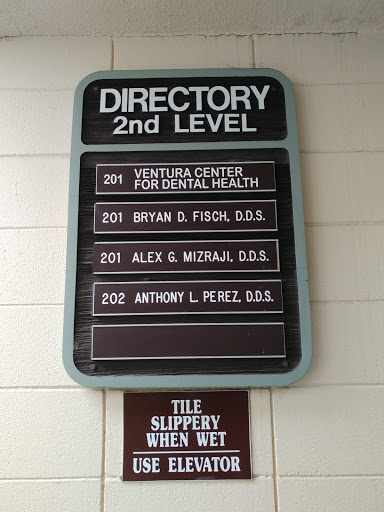 DIRECTORY
2nd LEVEL
201 VENTURA CENTER
FOR DENTAL HEALTH
201 BRYAN D. FISCH, D.D.S.
201 ALEX G. MIZRAJI, D.D.S.
202 ANTHONY L. PEREZ, D.D.S.
TILE
SLIPPERY
WHEN WET
USE ELEVATOR